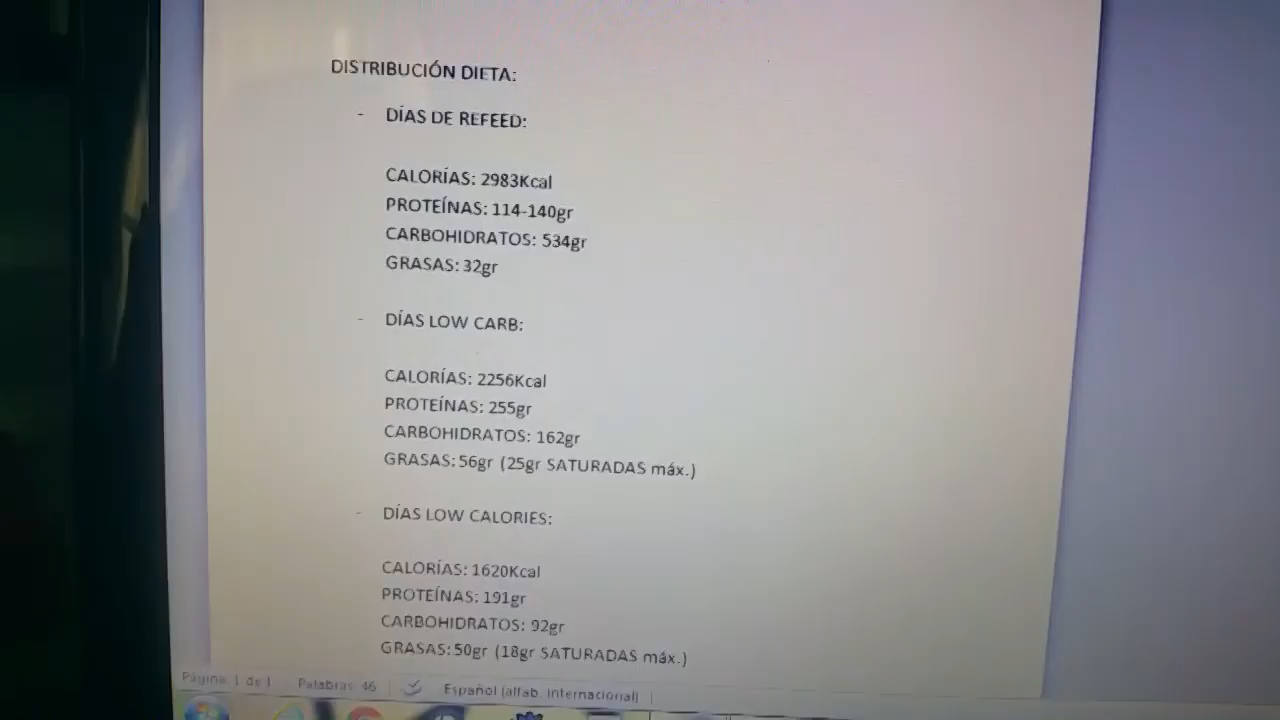 DISTRIBUCIÓN DIETA:
- DÍAS DE REFEED:
CALORÍAS: 2983Kcal
PROTEÍNAS: 114-140gr
CARBOHIDRATOS: 534gr
GRASAS: 32gr
- DÍAS LOW CARB:
CALORÍAS: 2256Kcal
PROTEÍNAS: 255gr
CARBOHIDRATOS: 162gr
GRASAS: 56gr (25gr SATURADAS máx.)
- DÍAS LOW CALORIES:
CALORÍAS: 1620Kcal
PROTEÍNAS: 191gr
CARBOHIDRATOS: 92gr
GRASAS: 50gr (18gr SATURADAS máx.)
Página: 1 de 1 Palabras: 46 Español (alfab. internacional)